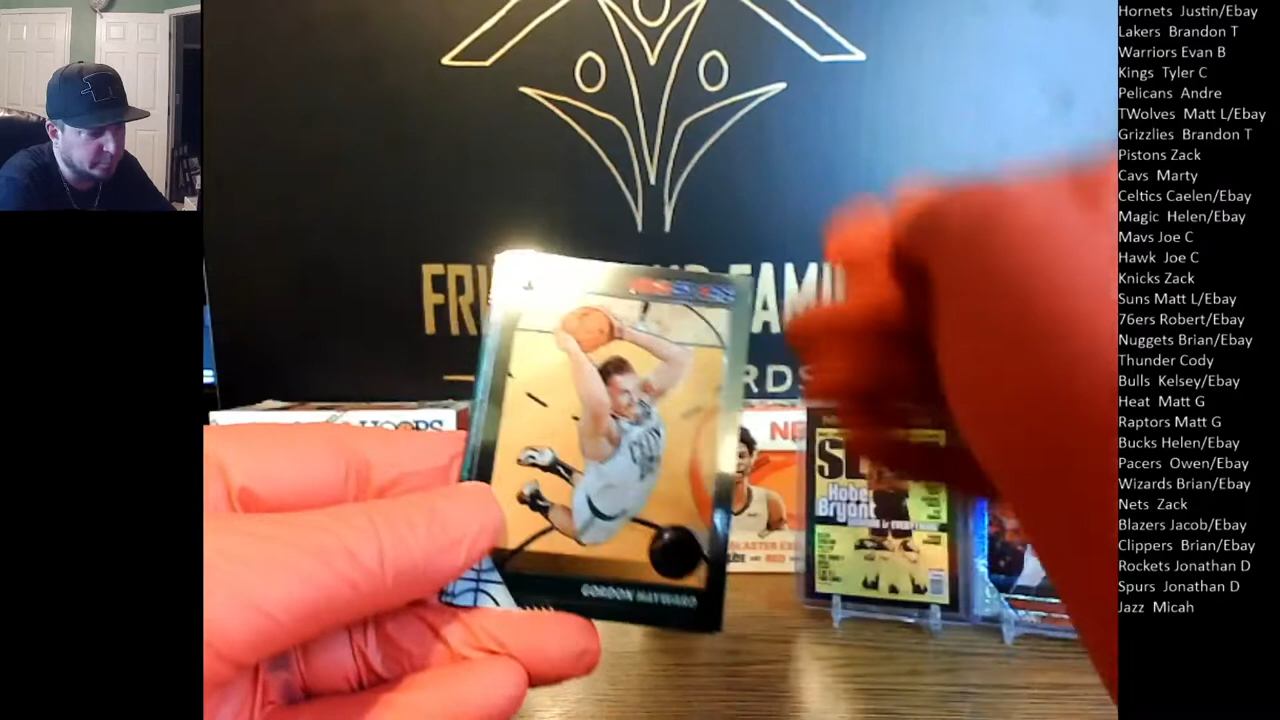 Hornets Justin/Ebay
Lakers Brandon T
Warriors Evan B
Kings Tyler C
Pelicans Andre
TWolves Matt L/Ebay
Grizzlies Brandon T
Pistons Zack
Cavs Marty
Celtics Caelen/Ebay
Magic Helen/Ebay
Mavs Joe C
Hawk Joe C
Knicks Zack
Suns Matt L/Ebay
76ers Robert/Ebay
Nuggets Brian/Ebay
Thunder Cody
Bulls Kelsey/Ebay
Heat Matt G
Raptors Matt G
Bucks Helen/Ebay
Pacers Owen/Ebay
Wizards Brian/Ebay
Nets Zack
Blazers Jacob/Ebay
Clippers Brian/Ebay
Rockets Jonathan D
Spurs Jonathan D
Jazz Micah
GORDON HAYWARD
HOOPS
Kobe
Bryant